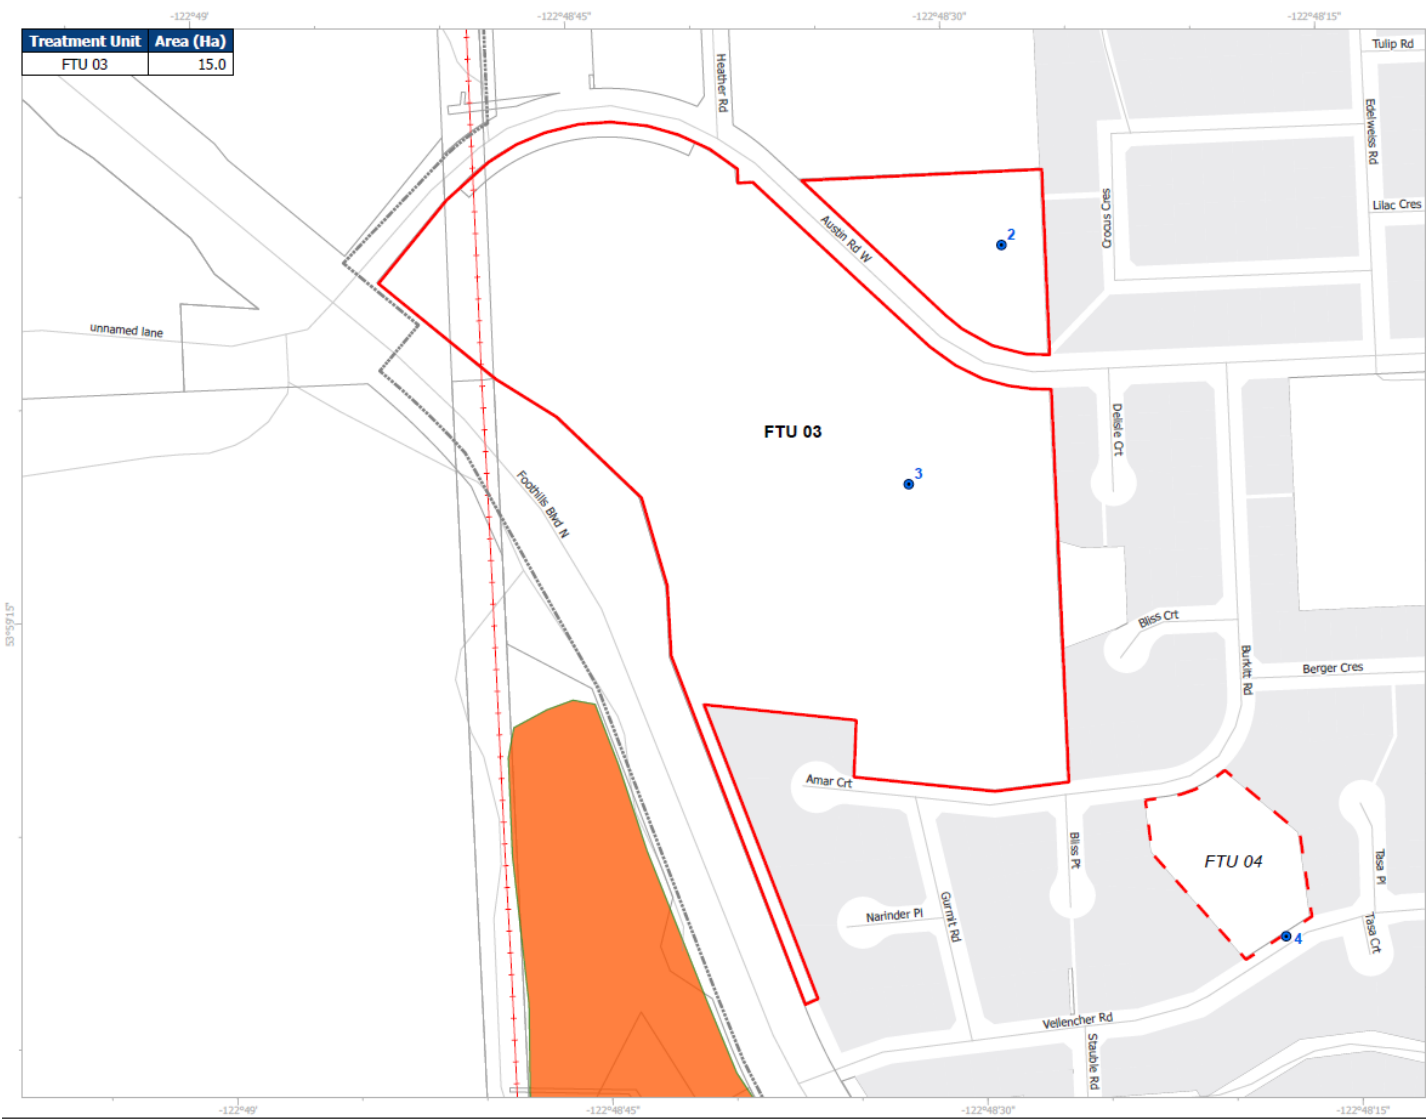 -122°49'
-122°48'45"
-122°48'30"
-122°48'15"
Treatment Unit Area (Ha)
FTU 03 15.0
Tulip Rd
Heather Rd
Edelweiss Rd
Lilac Cres
Croats Cres
Austin Rd W
2
unnamed lane
Delisle Crt
FTU 03
3
Foothills Blvd N
53°59'15"
Bliss Crt
Burkitt Rd
Berger Cres
Amar Crt
Bliss Pt
FTU 04
Tasa Pl
Narinder Pl
Gurmit Rd
Tasa Crt
4
Vellencher Rd
Stauble Rd
-122°49'
-122°48'45"
-122°48'30"
-122°48'15"